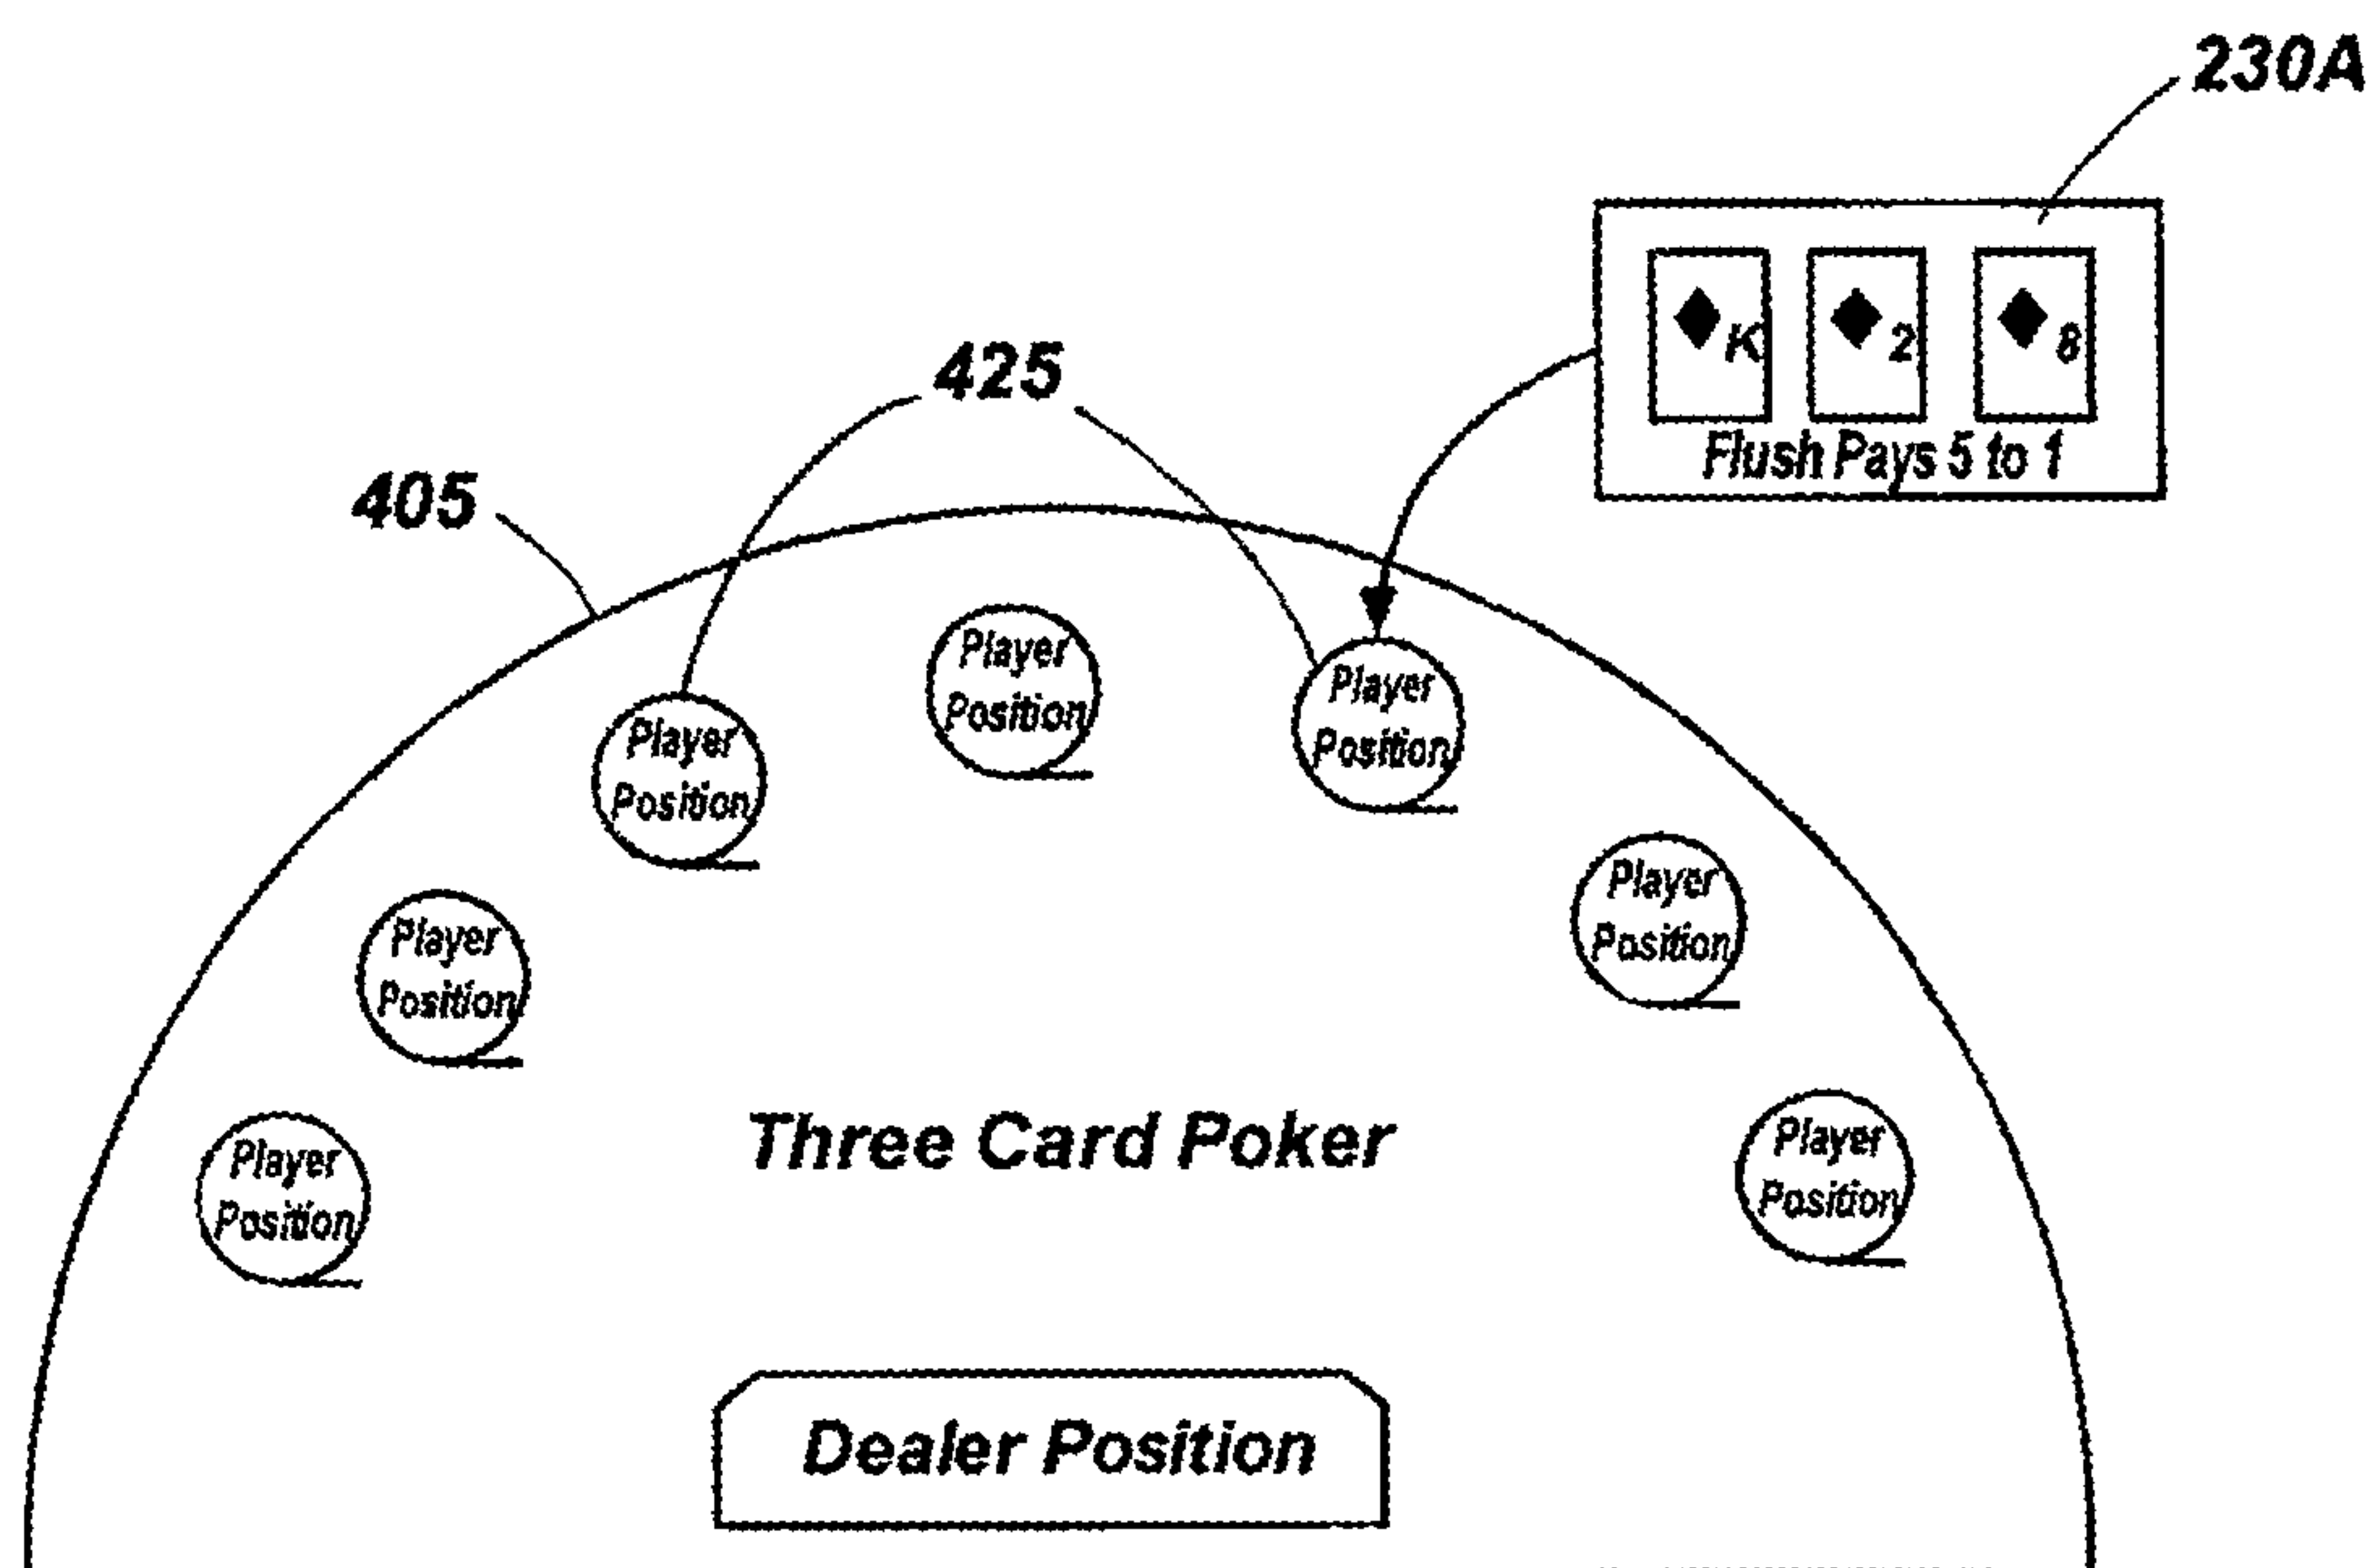 230A
K
2
8
Flush Pays 5 to 1
425
405
Player
Position
Player
Position
Player
Position
Player
Position
Player
Position
Player
Position
Player
Position
Three Card Poker
Dealer Position